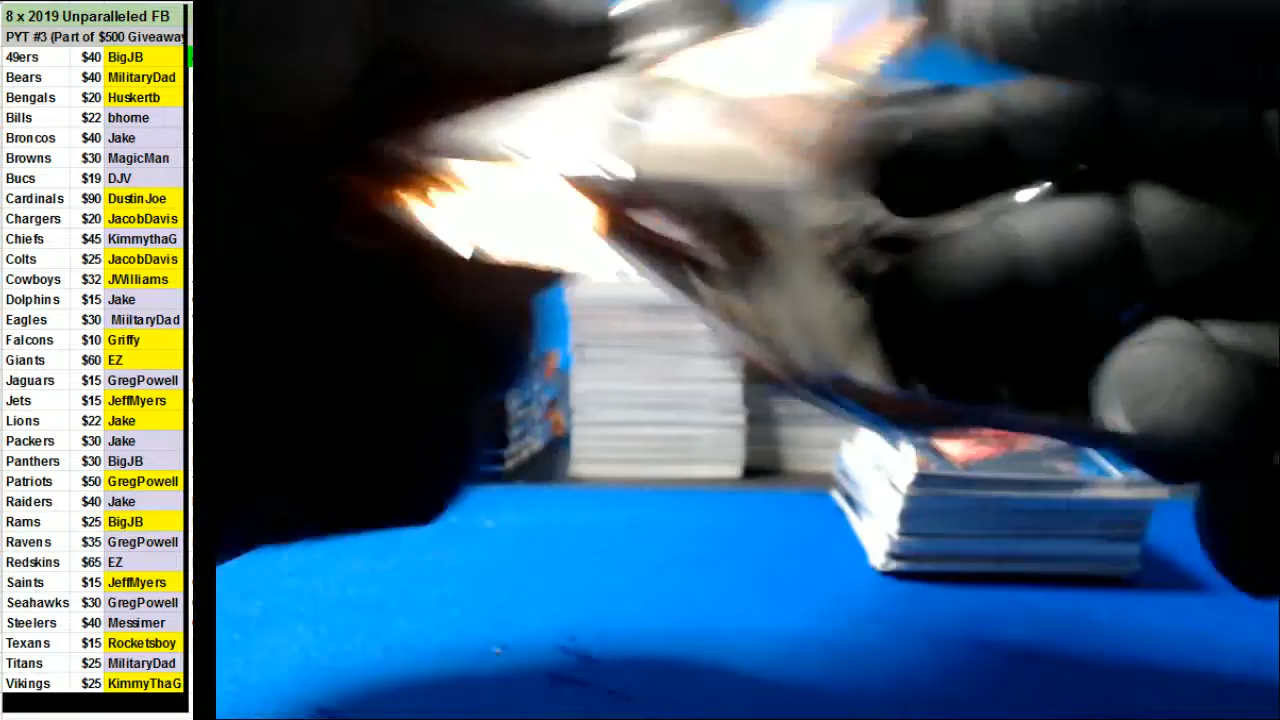 8 x 2019 Unparalleled FB
PYT #3 (Part of $500 Giveaway
49ers $40 BigJB
Bears $40 MilitaryDad
Bengals $20 Huskertb
Bills $22 bhorne
Broncos $40 Jake
Browns $30 MagicMan
Bucs $19 DJV
Cardinals $90 DustinJoe
Chargers $20 JacobDavis
Chiefs $45 KimmythaG
Colts $25 JacobDavis
Cowboys $32 JWilliams
Dolphins $15 Jake
Eagles $30 MiiltaryDad
Falcons $10 Griffy
Giants $60 EZ
Jaguars $15 GregPowell
Jets $15 JeffMyers
Lions $22 Jake
Packers $30 Jake
Panthers $30 BigJB
Patriots $50 GregPowell
Raiders $40 Jake
Rams $25 BigJB
Ravens $35 GregPowell
Redskins $65 EZ
Saints $15 JeffMyers
Seahawks $30 GregPowell
Steelers $40 Messimer
Texans $15 Rocketsboy
Titans $25 MilitaryDad
Vikings $25 KimmyThaG